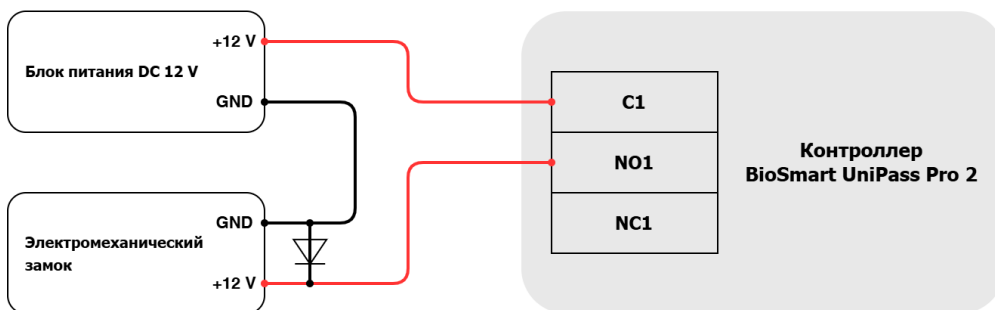 +12 V
Блок питания DC 12 V
GND
C1
NO1
NC1
Контроллер
BioSmart UniPass Pro 2
GND
Электромеханический
замок
+12 V